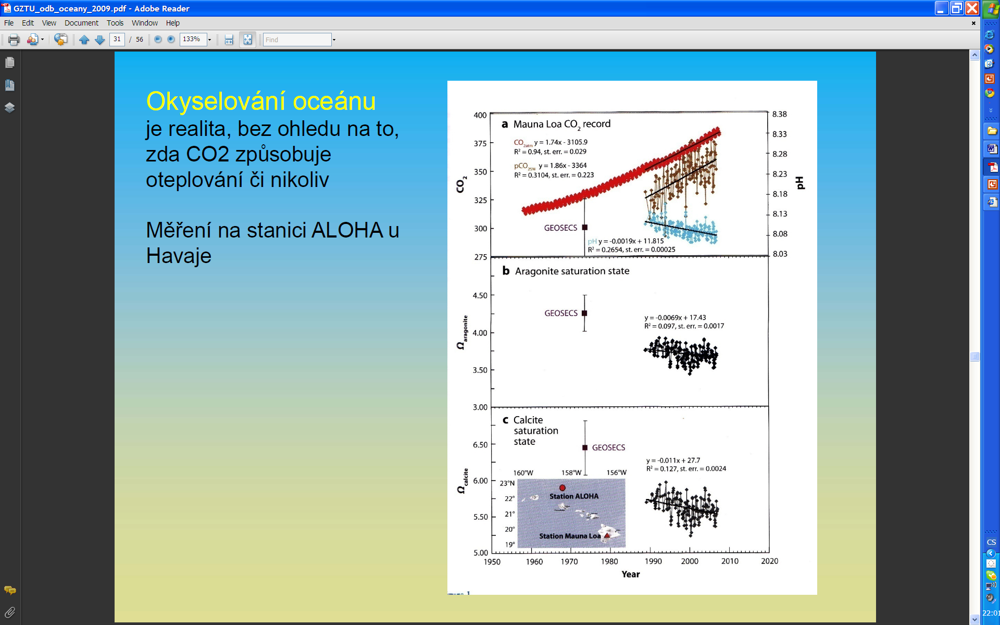 GZTU_odb_oceany_2009.pdf - Adobe Reader
File Edit View Document Tools Window Help
31 / 56 133% Find
Okyselování oceánu
je realita, bez ohledu na to,
zda CO2 způsobuje
oteplování či nikoliv
Měření na stanici ALOHA u
Havaje
a Mauna Loa CO2 record
CO2atm y = 1.74x - 3105.9
R² = 0.94, st. err. = 0.029
pCO2SW y = 1.86x - 3364
R² = 0.3104, st. err. = 0.223
GEOSECS
pH y = -0.0019x + 11.815
R² = 0.2654, st. err. = 0.00025
CO2
400
375
350
325
300
275
pH
8.38
8.33
8.28
8.23
8.18
8.13
8.08
8.03
b Aragonite saturation state
GEOSECS
y = -0.0069x + 17.43
R² = 0.097, st. err. = 0.0017
Ωaragonite
4.50
4.00
3.50
3.00
c Calcite
saturation
state
GEOSECS
y = -0.011x + 27.7
R² = 0.127, st. err. = 0.0024
Ωcalcite
6.50
6.00
5.50
5.00
160°W 158°W 156°W
23°N
22°
21°
20°
19°
Station ALOHA
Station Mauna Loa
1950 1960 1970 1980 1990 2000 2010 2020
Year
CS
22:01